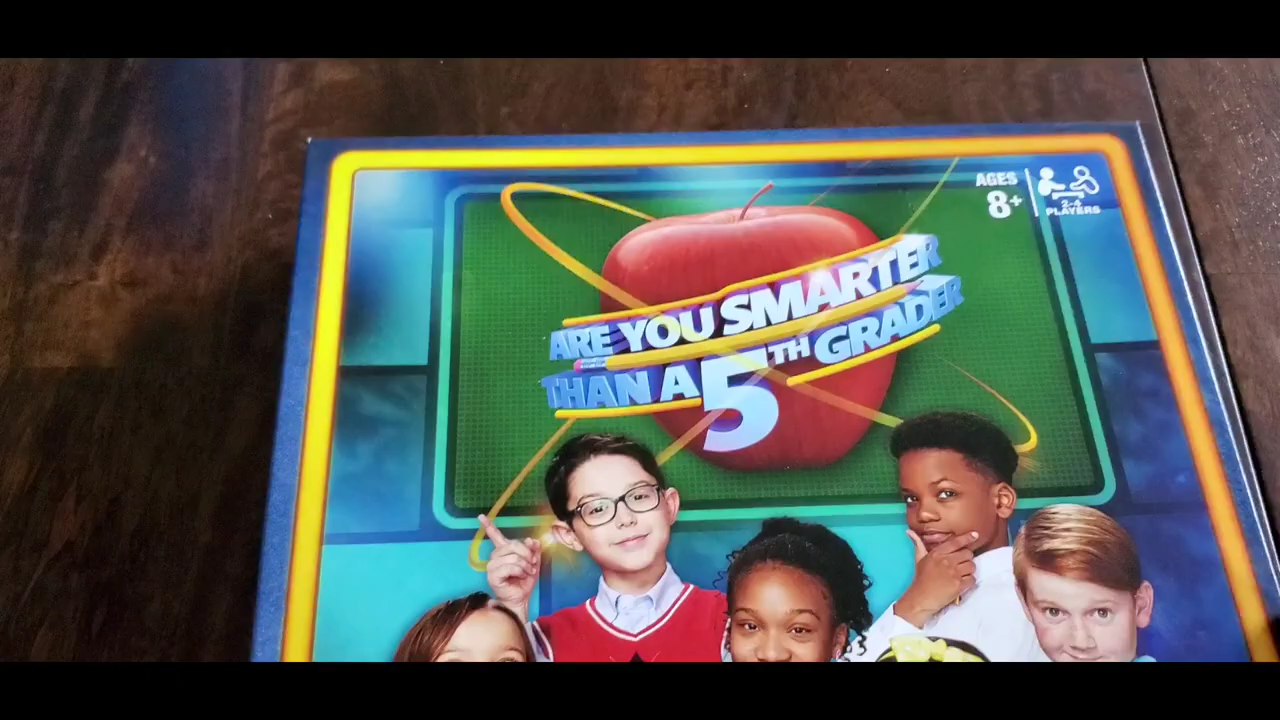 AGES
8+
2-4
PLAYERS
ARE YOU SMARTER
THAN A 5TH GRADER